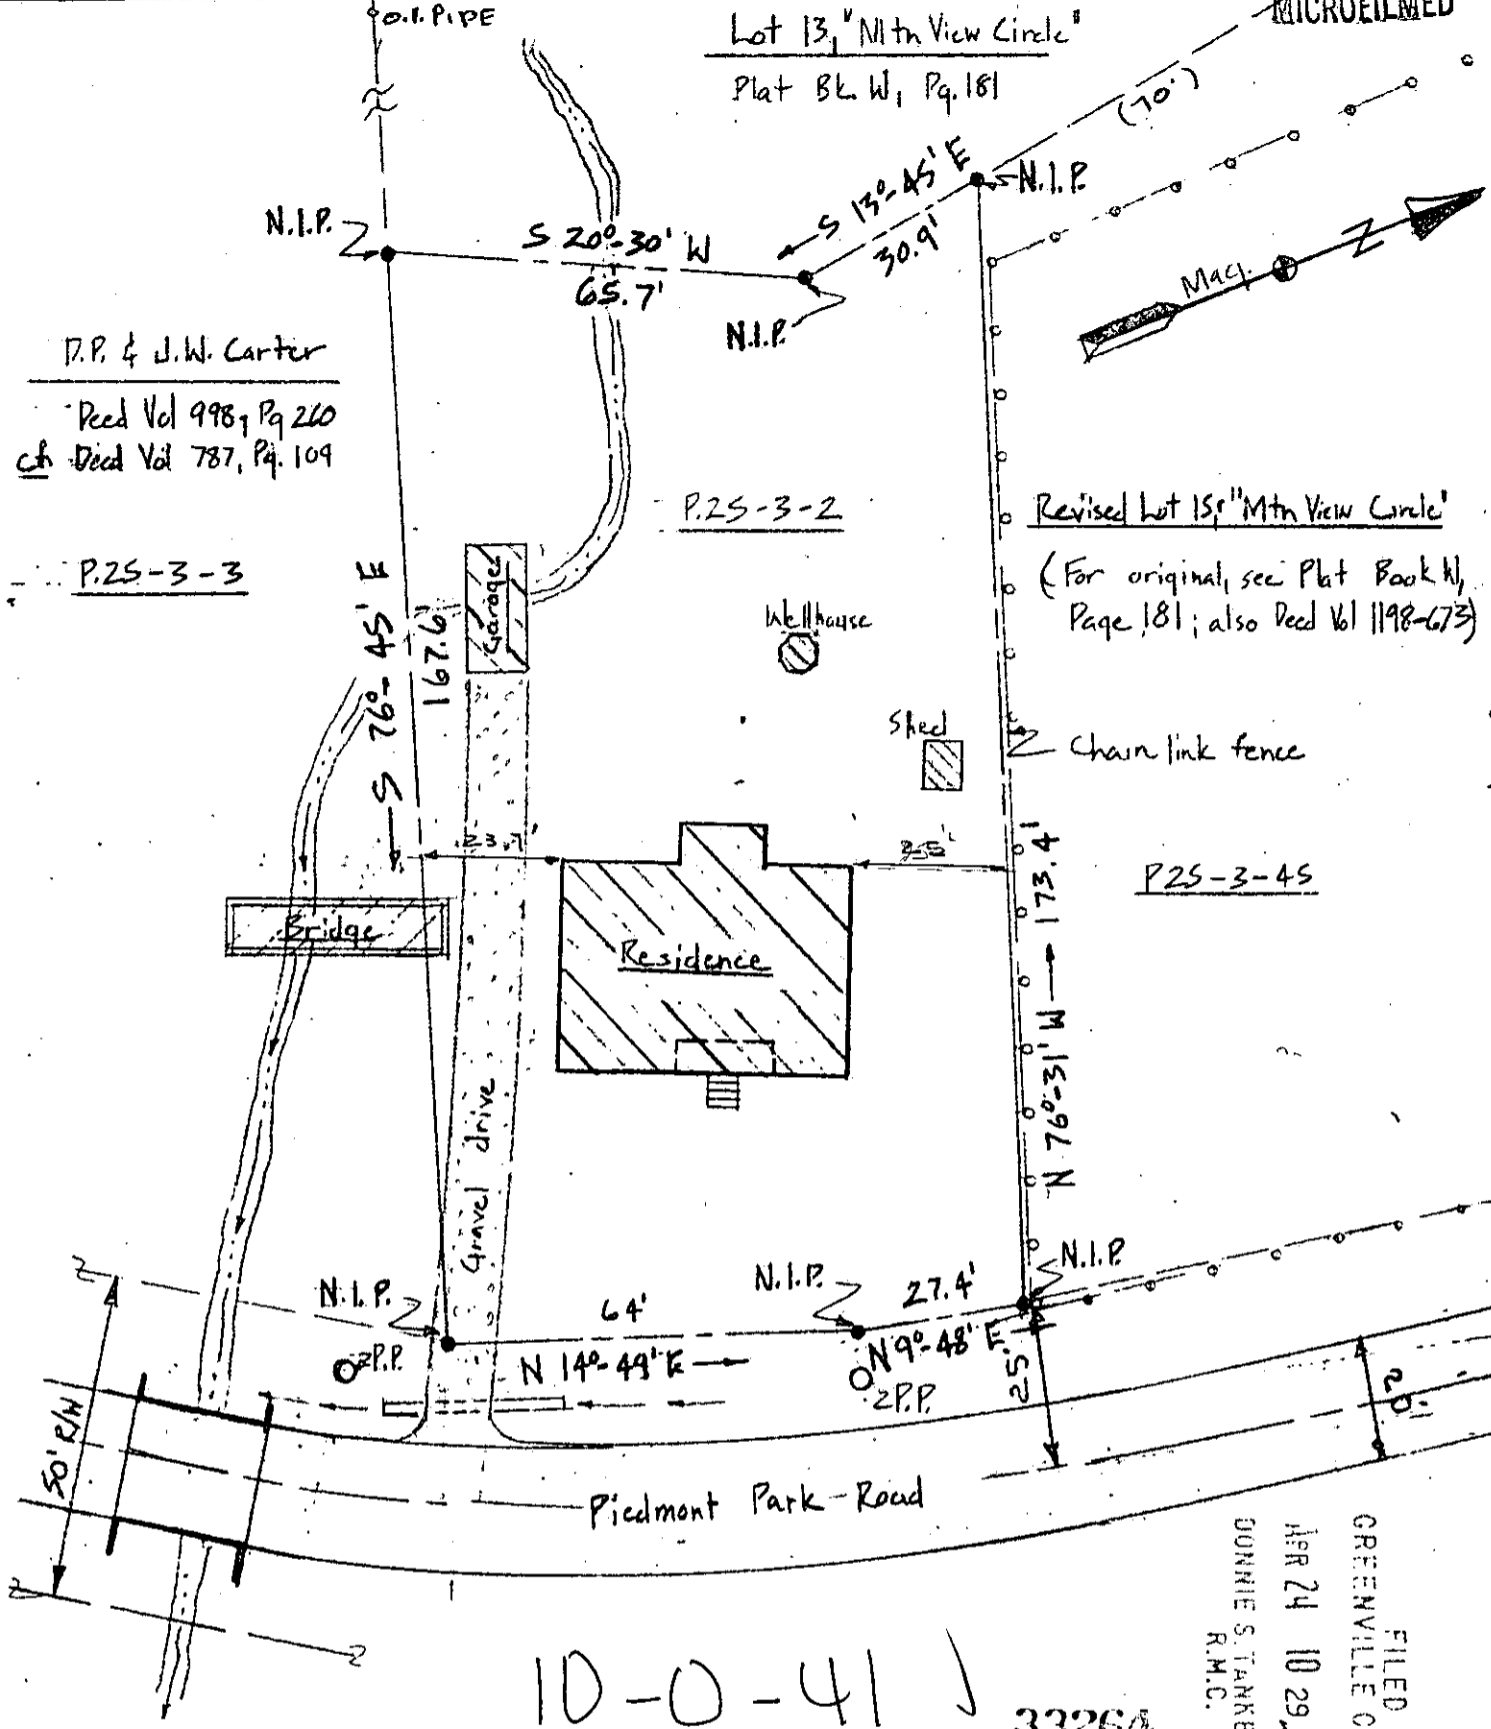 O.I. PIPE
Lot 13, "Mtn View Circle"
Plat Bk. W, Pg. 181
MICROFILMED
(70')
N.I.P.
S 13°-45' E
30.9'
N.I.P.
S 20°-30' W
65.7'
N.I.P.
Mag.
N
D.P. & J.W. Carter
Deed Vol 998, Pg 260
cf Deed Vol 787, Pg. 109
P.25-3-2
Revised Lot 15, "Mtn View Circle"
(For original, see Plat Book W,
Page 181; also Deed Vol 1198-673)
P.25-3-3
S 76°-45' E
167.6'
Garage
Wellhouse
Shed
Chain link fence
25'
P25-3-45
N 76°-31' W 173.4'
Bridge
Residence
Gravel drive
N.I.P.
64'
N 14°-49' E
N.I.P.
27.4'
N 9°-48' E
N.I.P.
P.P.
P.P.
25'
20'
50' R/W
Piedmont Park Road
10-0-41
33264
FILED
GREENVILLE C
APR 24 10 29
DONNIE S. TANKE
R.M.C.